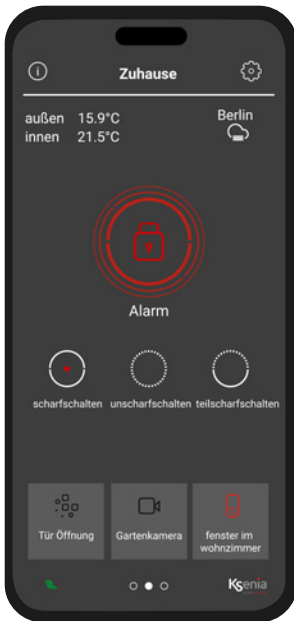 Zuhause
außen 15.9°C
innen 21.5°C
Berlin
Alarm
scharfschalten unscharfschalten teilscharfschalten
Tür Öffnung
Gartenkamera
fenster im
wohnzimmer
Ksenia